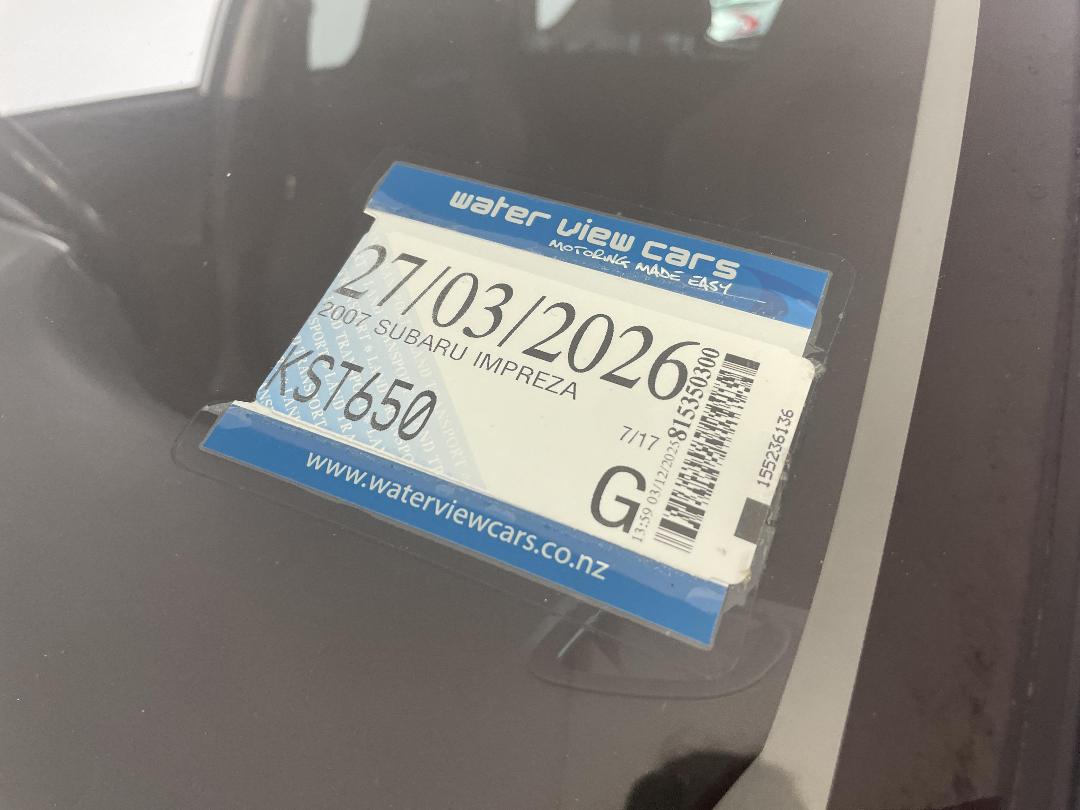 water view cars
MOTORING MADE EASY
27/03/2026
2007 SUBARU IMPREZA
KST650
7/17
G
13:59 03/12/2025 815350300
155236136
www.waterviewcars.co.nz